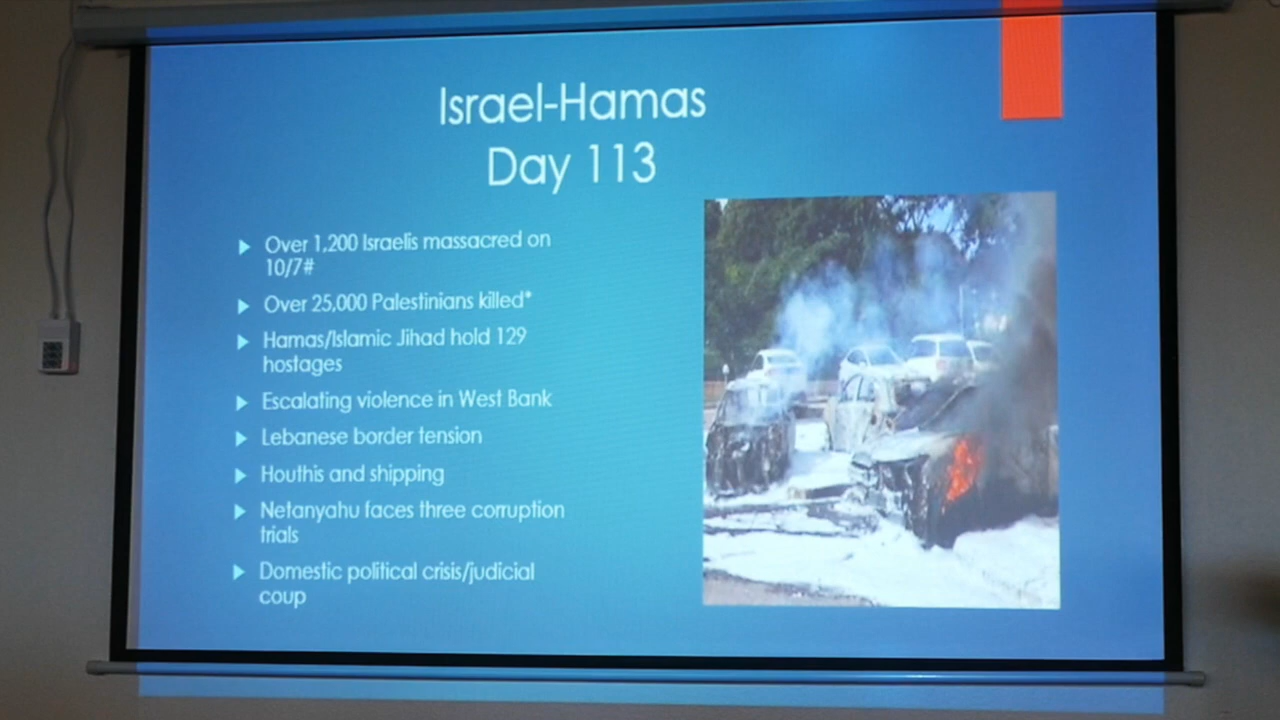 Israel-Hamas
Day 113
Over 1,200 Israelis massacred on
10/7#
Over 25,000 Palestinians killed*
Hamas/Islamic Jihad hold 129
hostages
Escalating violence in West Bank
Lebanese border tension
Houthis and shipping
Netanyahu faces three corruption
trials
Domestic political crisis/judicial
coup